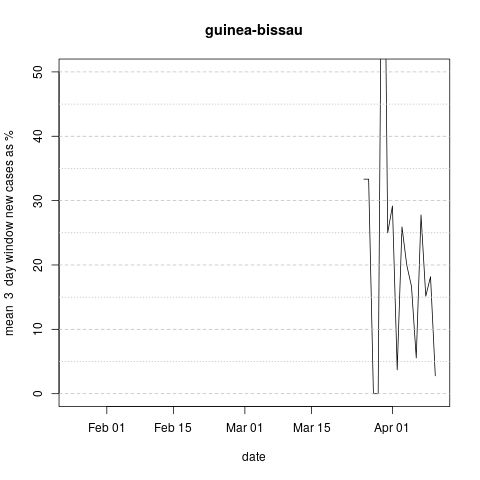 guinea-bissau
mean  3  day window new cases as %
50
40
30
20
10
0
Feb 01
Feb 15
Mar 01
Mar 15
Apr 01
date